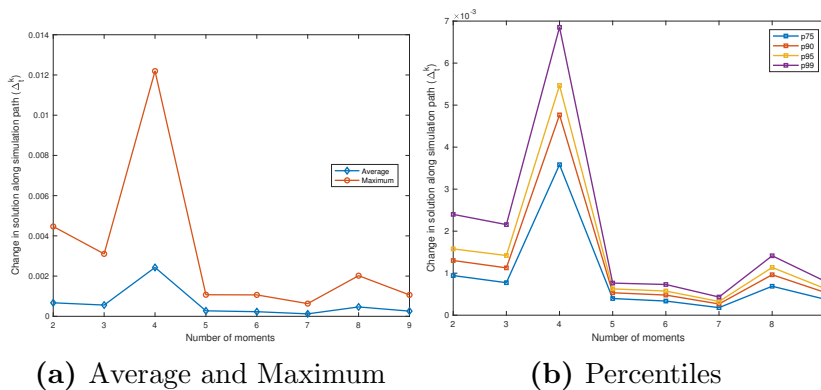 0.014
0.012
0.01
0.008
0.006
0.004
0.002
0
Change in solution along simulation path (Δ_t^k)
2 3 4 5 6 7 8 9
Number of moments
Average
Maximum
(a) Average and Maximum
×10^-3
7
6
5
4
3
2
1
0
Change in solution along simulation path (Δ_t^k)
2 3 4 5 6 7 8
Number of moments
p75
p90
p95
p99
(b) Percentiles